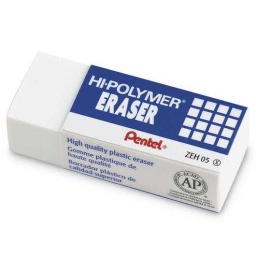 HI-POLYMER®
ERASER
Pentel®
High quality plastic eraser
Gomme plastique de
haute qualité
Borrador plástico de
calidad superior
ZEH 05
AP